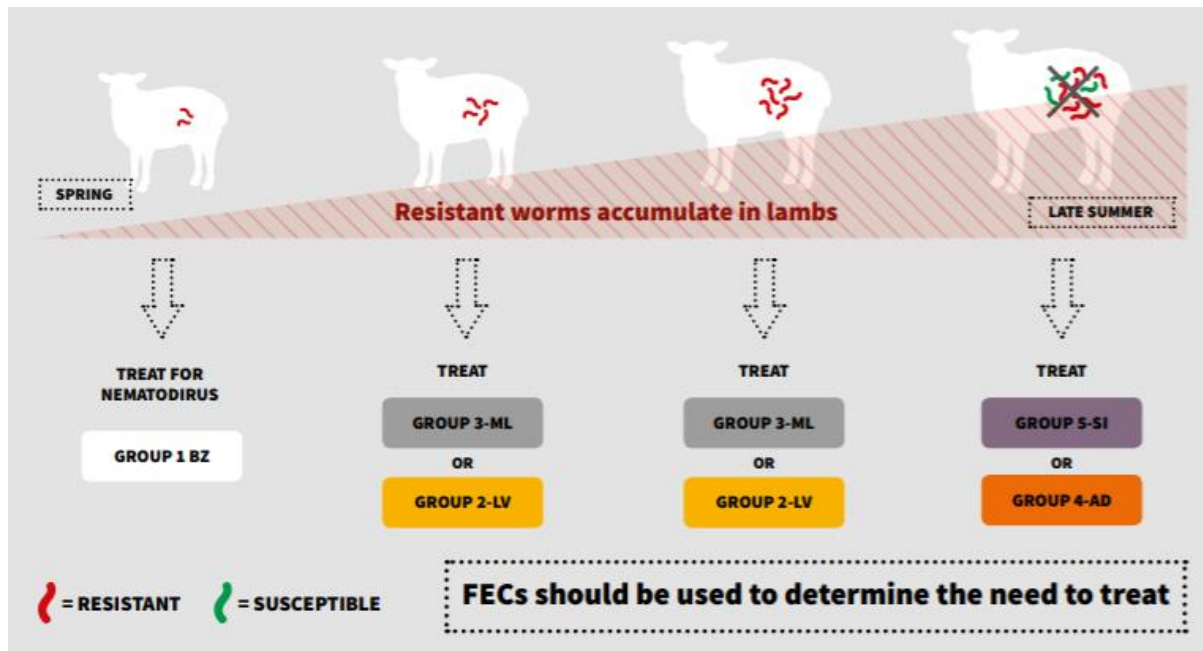 SPRING
Resistant worms accumulate in lambs
LATE SUMMER
TREAT FOR
NEMATODIRUS
GROUP 1 BZ
TREAT
GROUP 3-ML
OR
GROUP 2-LV
TREAT
GROUP 3-ML
OR
GROUP 2-LV
TREAT
GROUP 5-SI
OR
GROUP 4-AD
= RESISTANT
= SUSCEPTIBLE
FECs should be used to determine the need to treat